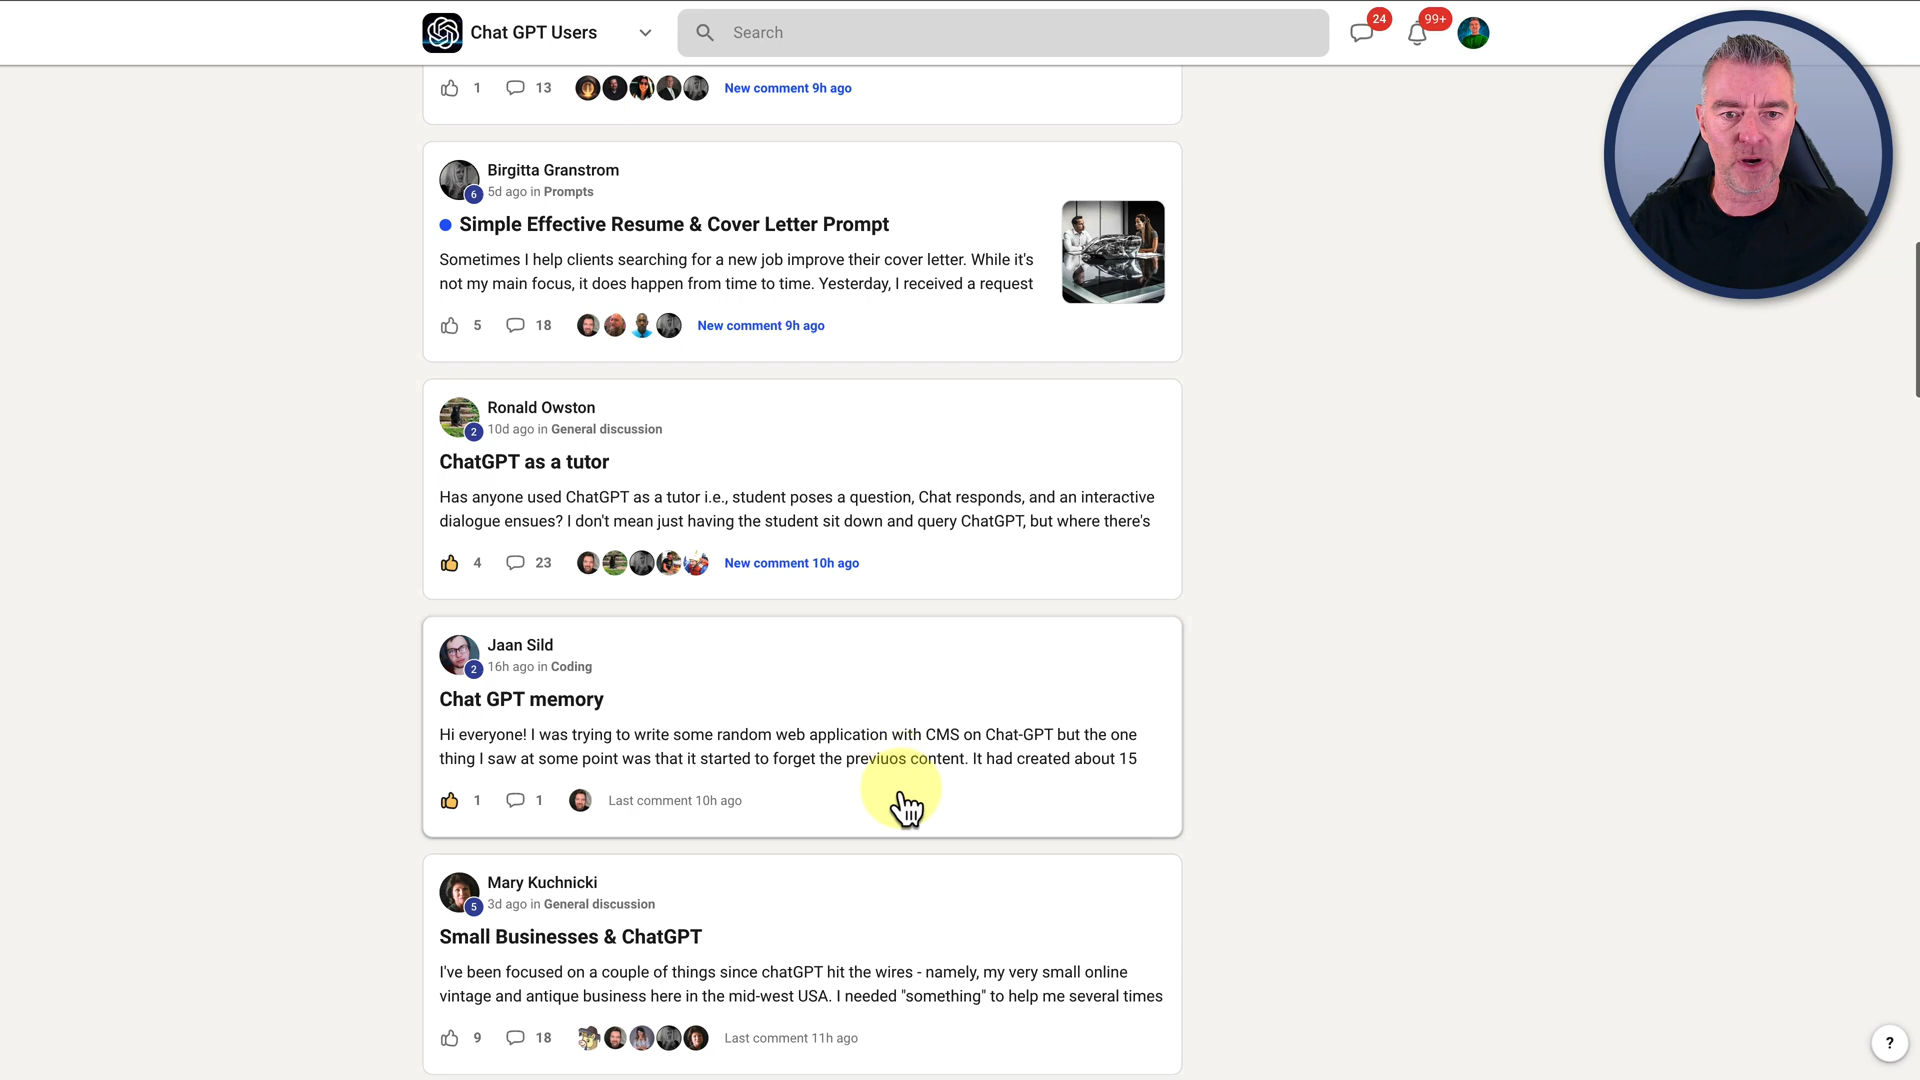 Chat GPT Users
Search
24
99+
1
13
New comment 9h ago
Birgitta Granstrom
6
5d ago in Prompts
Simple Effective Resume & Cover Letter Prompt
Sometimes I help clients searching for a new job improve their cover letter. While it's
not my main focus, it does happen from time to time. Yesterday, I received a request
5
18
New comment 9h ago
Ronald Owston
2
10d ago in General discussion
ChatGPT as a tutor
Has anyone used ChatGPT as a tutor i.e., student poses a question, Chat responds, and an interactive
dialogue ensues? I don't mean just having the student sit down and query ChatGPT, but where there's
4
23
New comment 10h ago
Jaan Sild
2
16h ago in Coding
Chat GPT memory
Hi everyone! I was trying to write some random web application with CMS on Chat-GPT but the one
thing I saw at some point was that it started to forget the previuos content. It had created about 15
1
1
Last comment 10h ago
Mary Kuchnicki
5
3d ago in General discussion
Small Businesses & ChatGPT
I've been focused on a couple of things since chatGPT hit the wires - namely, my very small online
vintage and antique business here in the mid-west USA. I needed "something" to help me several times
9
18
Last comment 11h ago
?